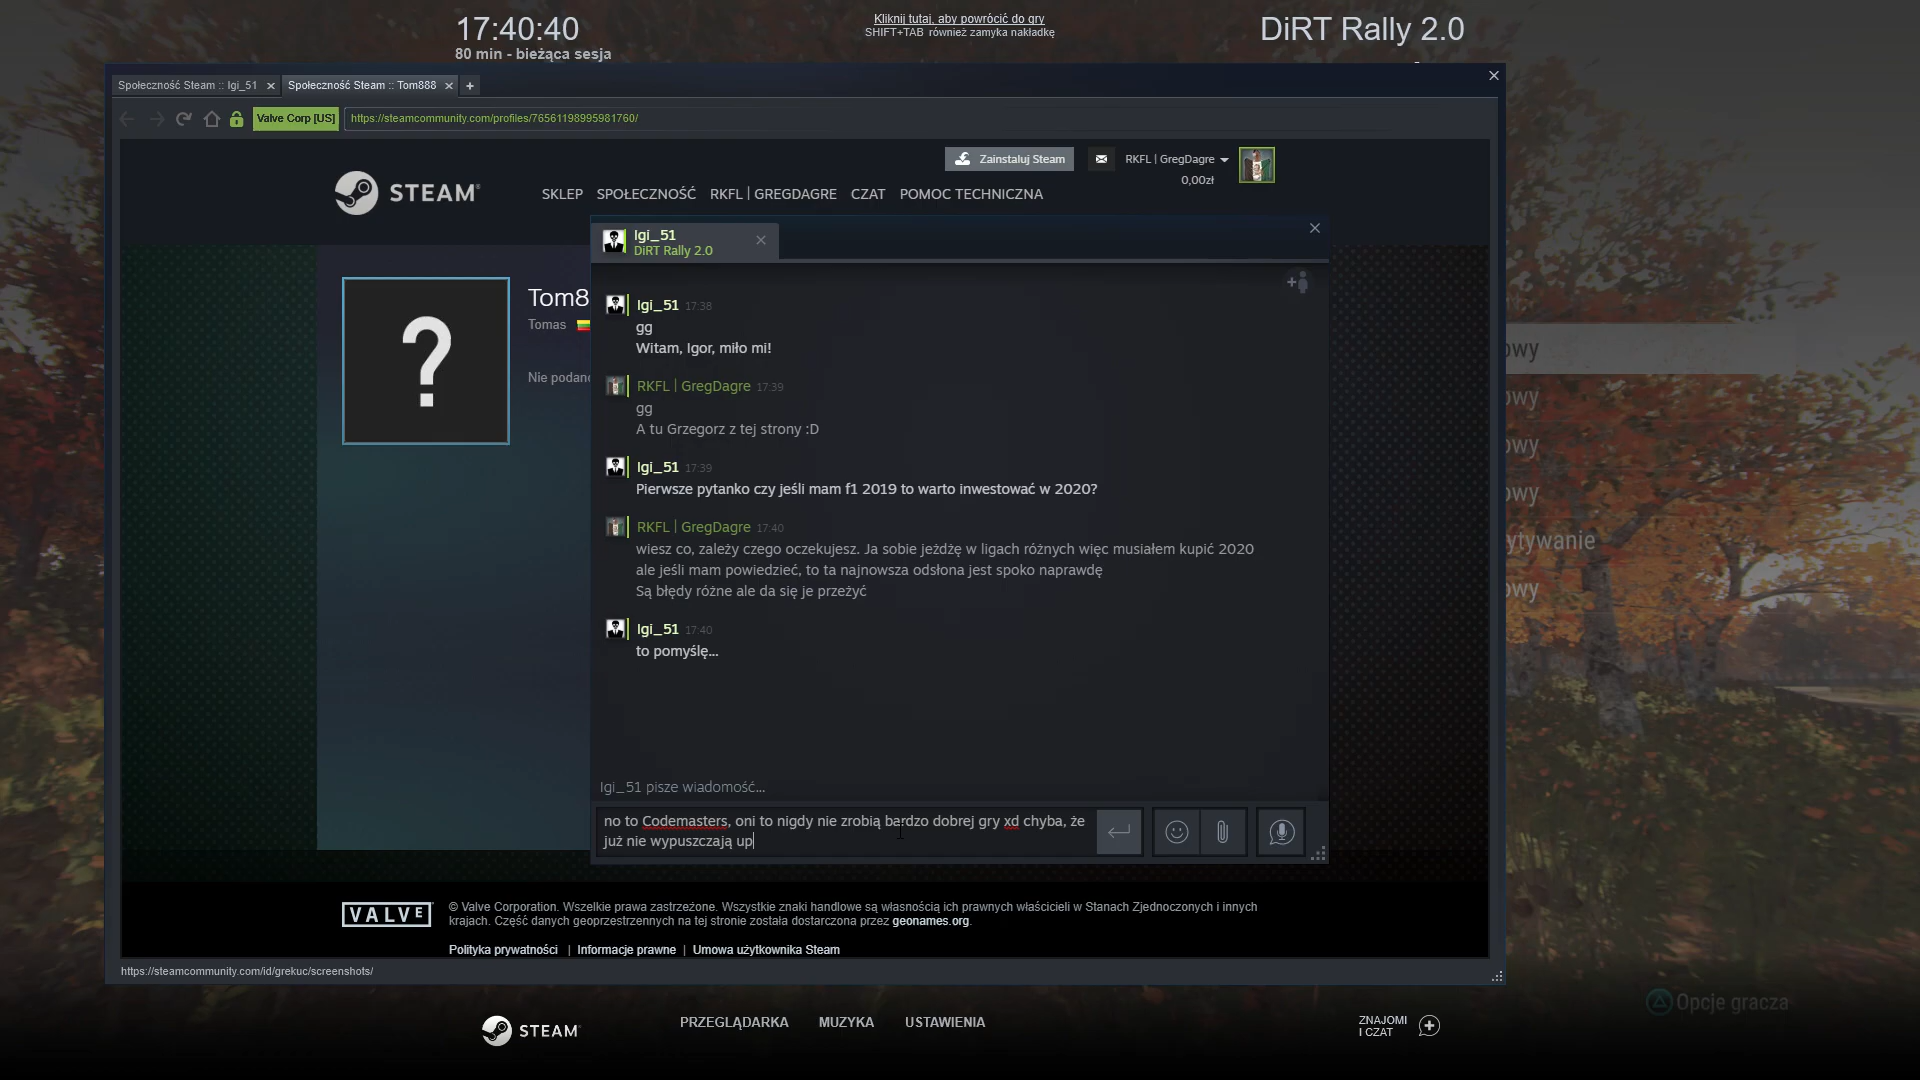 17:40:40
80 min - bieżąca sesja
Kliknij tutaj, aby powrócić do gry
SHIFT+TAB również zamyka nakładkę
DiRT Rally 2.0
Społeczność Steam :: Igi_51
Społeczność Steam :: Tom888
Valve Corp [US]
https://steamcommunity.com/profiles/76561198995981760/
Zainstaluj Steam
RKFL | GregDagre
0,00zł
STEAM
SKLEP SPOŁECZNOŚĆ RKFL | GREGDAGRE CZAT POMOC TECHNICZNA
Igi_51
DiRT Rally 2.0
Tom8
Tomas
Nie podano
Igi_51 17:38
gg
Witam, Igor, miło mi!
RKFL | GregDagre 17:39
gg
A tu Grzegorz z tej strony :D
Igi_51 17:39
Pierwsze pytanko czy jeśli mam f1 2019 to warto inwestować w 2020?
RKFL | GregDagre 17:40
wiesz co, zależy czego oczekujesz. Ja sobie jeżdżę w ligach różnych więc musiałem kupić 2020
ale jeśli mam powiedzieć, to ta najnowsza odsłona jest spoko naprawdę
Są błędy różne ale da się je przeżyć
Igi_51 17:40
to pomyślę...
Igi_51 pisze wiadomość...
no to Codemasters, oni to nigdy nie zrobią bardzo dobrej gry xd chyba, że
już nie wypuszczają up
owy
owy
owy
owy
ytywanie
owy
VALVE
© Valve Corporation. Wszelkie prawa zastrzeżone. Wszystkie znaki handlowe są własnością ich prawnych właścicieli w Stanach Zjednoczonych i innych
krajach. Część danych geoprzestrzennych na tej stronie została dostarczona przez geonames.org.
Polityka prywatności | Informacje prawne | Umowa użytkownika Steam
https://steamcommunity.com/id/grekuc/screenshots/
Opcje gracza
STEAM
PRZEGLĄDARKA MUZYKA USTAWIENIA
ZNAJOMI
I CZAT